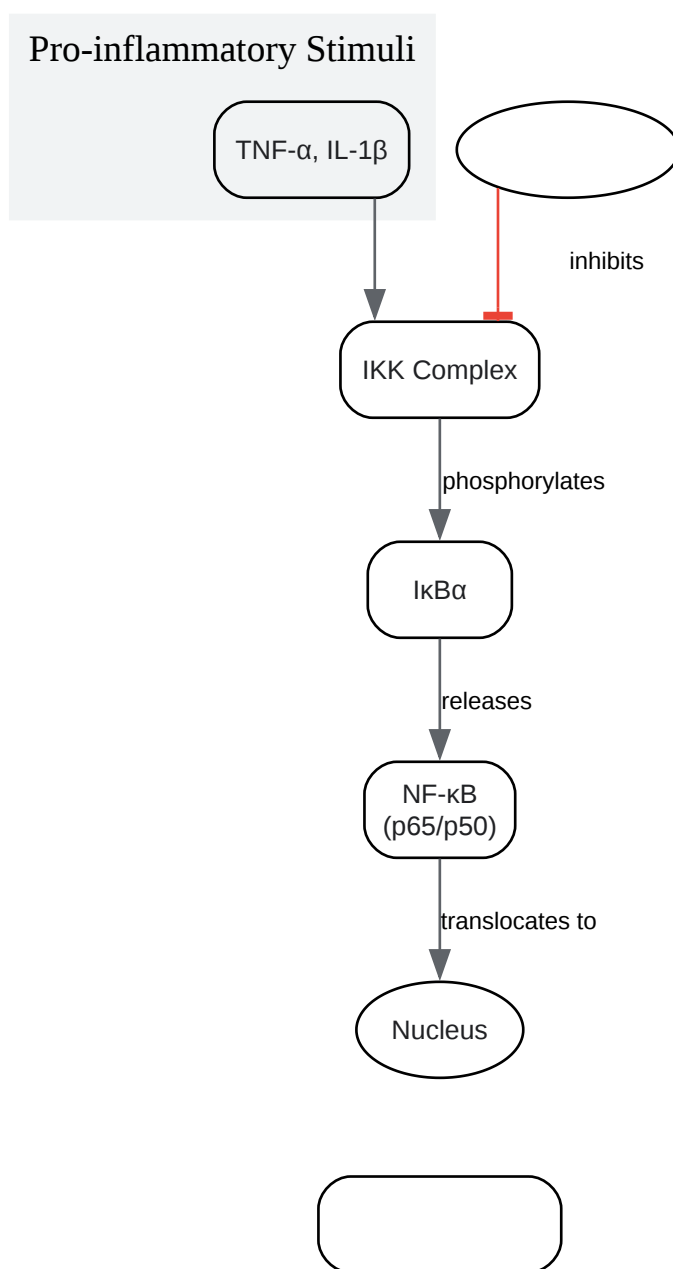 Pro-inflammatory Stimuli
TNF-α, IL-1β
inhibits
IKK Complex
phosphorylates
IκBα
releases
NF-κB
(p65/p50)
translocates to
Nucleus